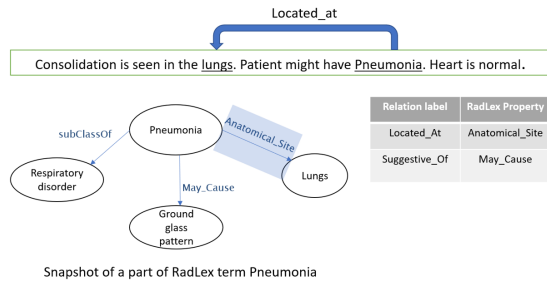 Located_at
Consolidation is seen in the lungs. Patient might have Pneumonia. Heart is normal.
subClassOf
Pneumonia
Anatomical_Site
Respiratory
disorder
May_Cause
Lungs
Ground
glass
pattern
Relation label RadLex Property
Located_At Anatomical_Site
Suggestive_Of May_Cause
Snapshot of a part of RadLex term Pneumonia